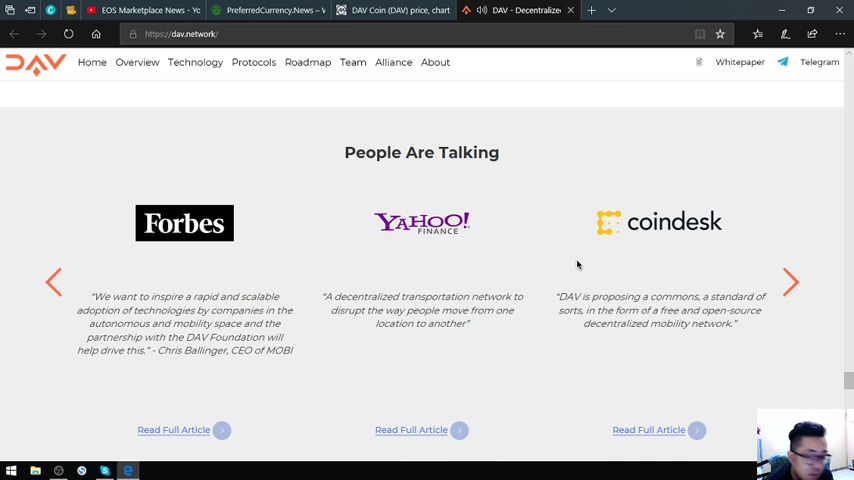 EOS Marketplace News - Yo
PreferredCurrency.News – V
DAV Coin (DAV) price, chart
DAV - Decentralize
https://dav.network/
DAV
Home
Overview
Technology
Protocols
Roadmap
Team
Alliance
About
Whitepaper
Telegram
People Are Talking
Forbes
YAHOO!
FINANCE
coindesk
“We want to inspire a rapid and scalable
adoption of technologies by companies in the
autonomous and mobility space and the
partnership with the DAV Foundation will
help drive this.” - Chris Ballinger, CEO of MOBI
“A decentralized transportation network to
disrupt the way people move from one
location to another”
“DAV is proposing a commons, a standard of
sorts, in the form of a free and open-source
decentralized mobility network.”
Read Full Article
Read Full Article
Read Full Article